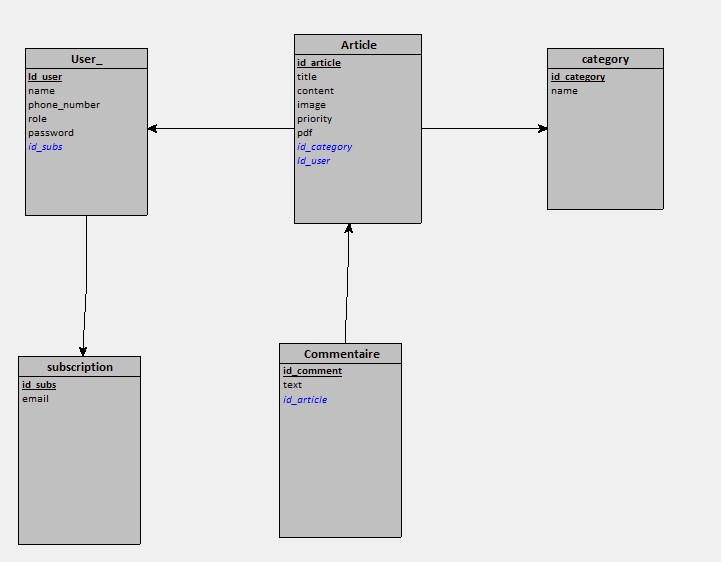 User_
Id_user
name
phone_number
role
password
id_subs
Article
id_article
title
content
image
priority
pdf
id_category
Id_user
category
id_category
name
subscription
id_subs
email
Commentaire
id_comment
text
id_article